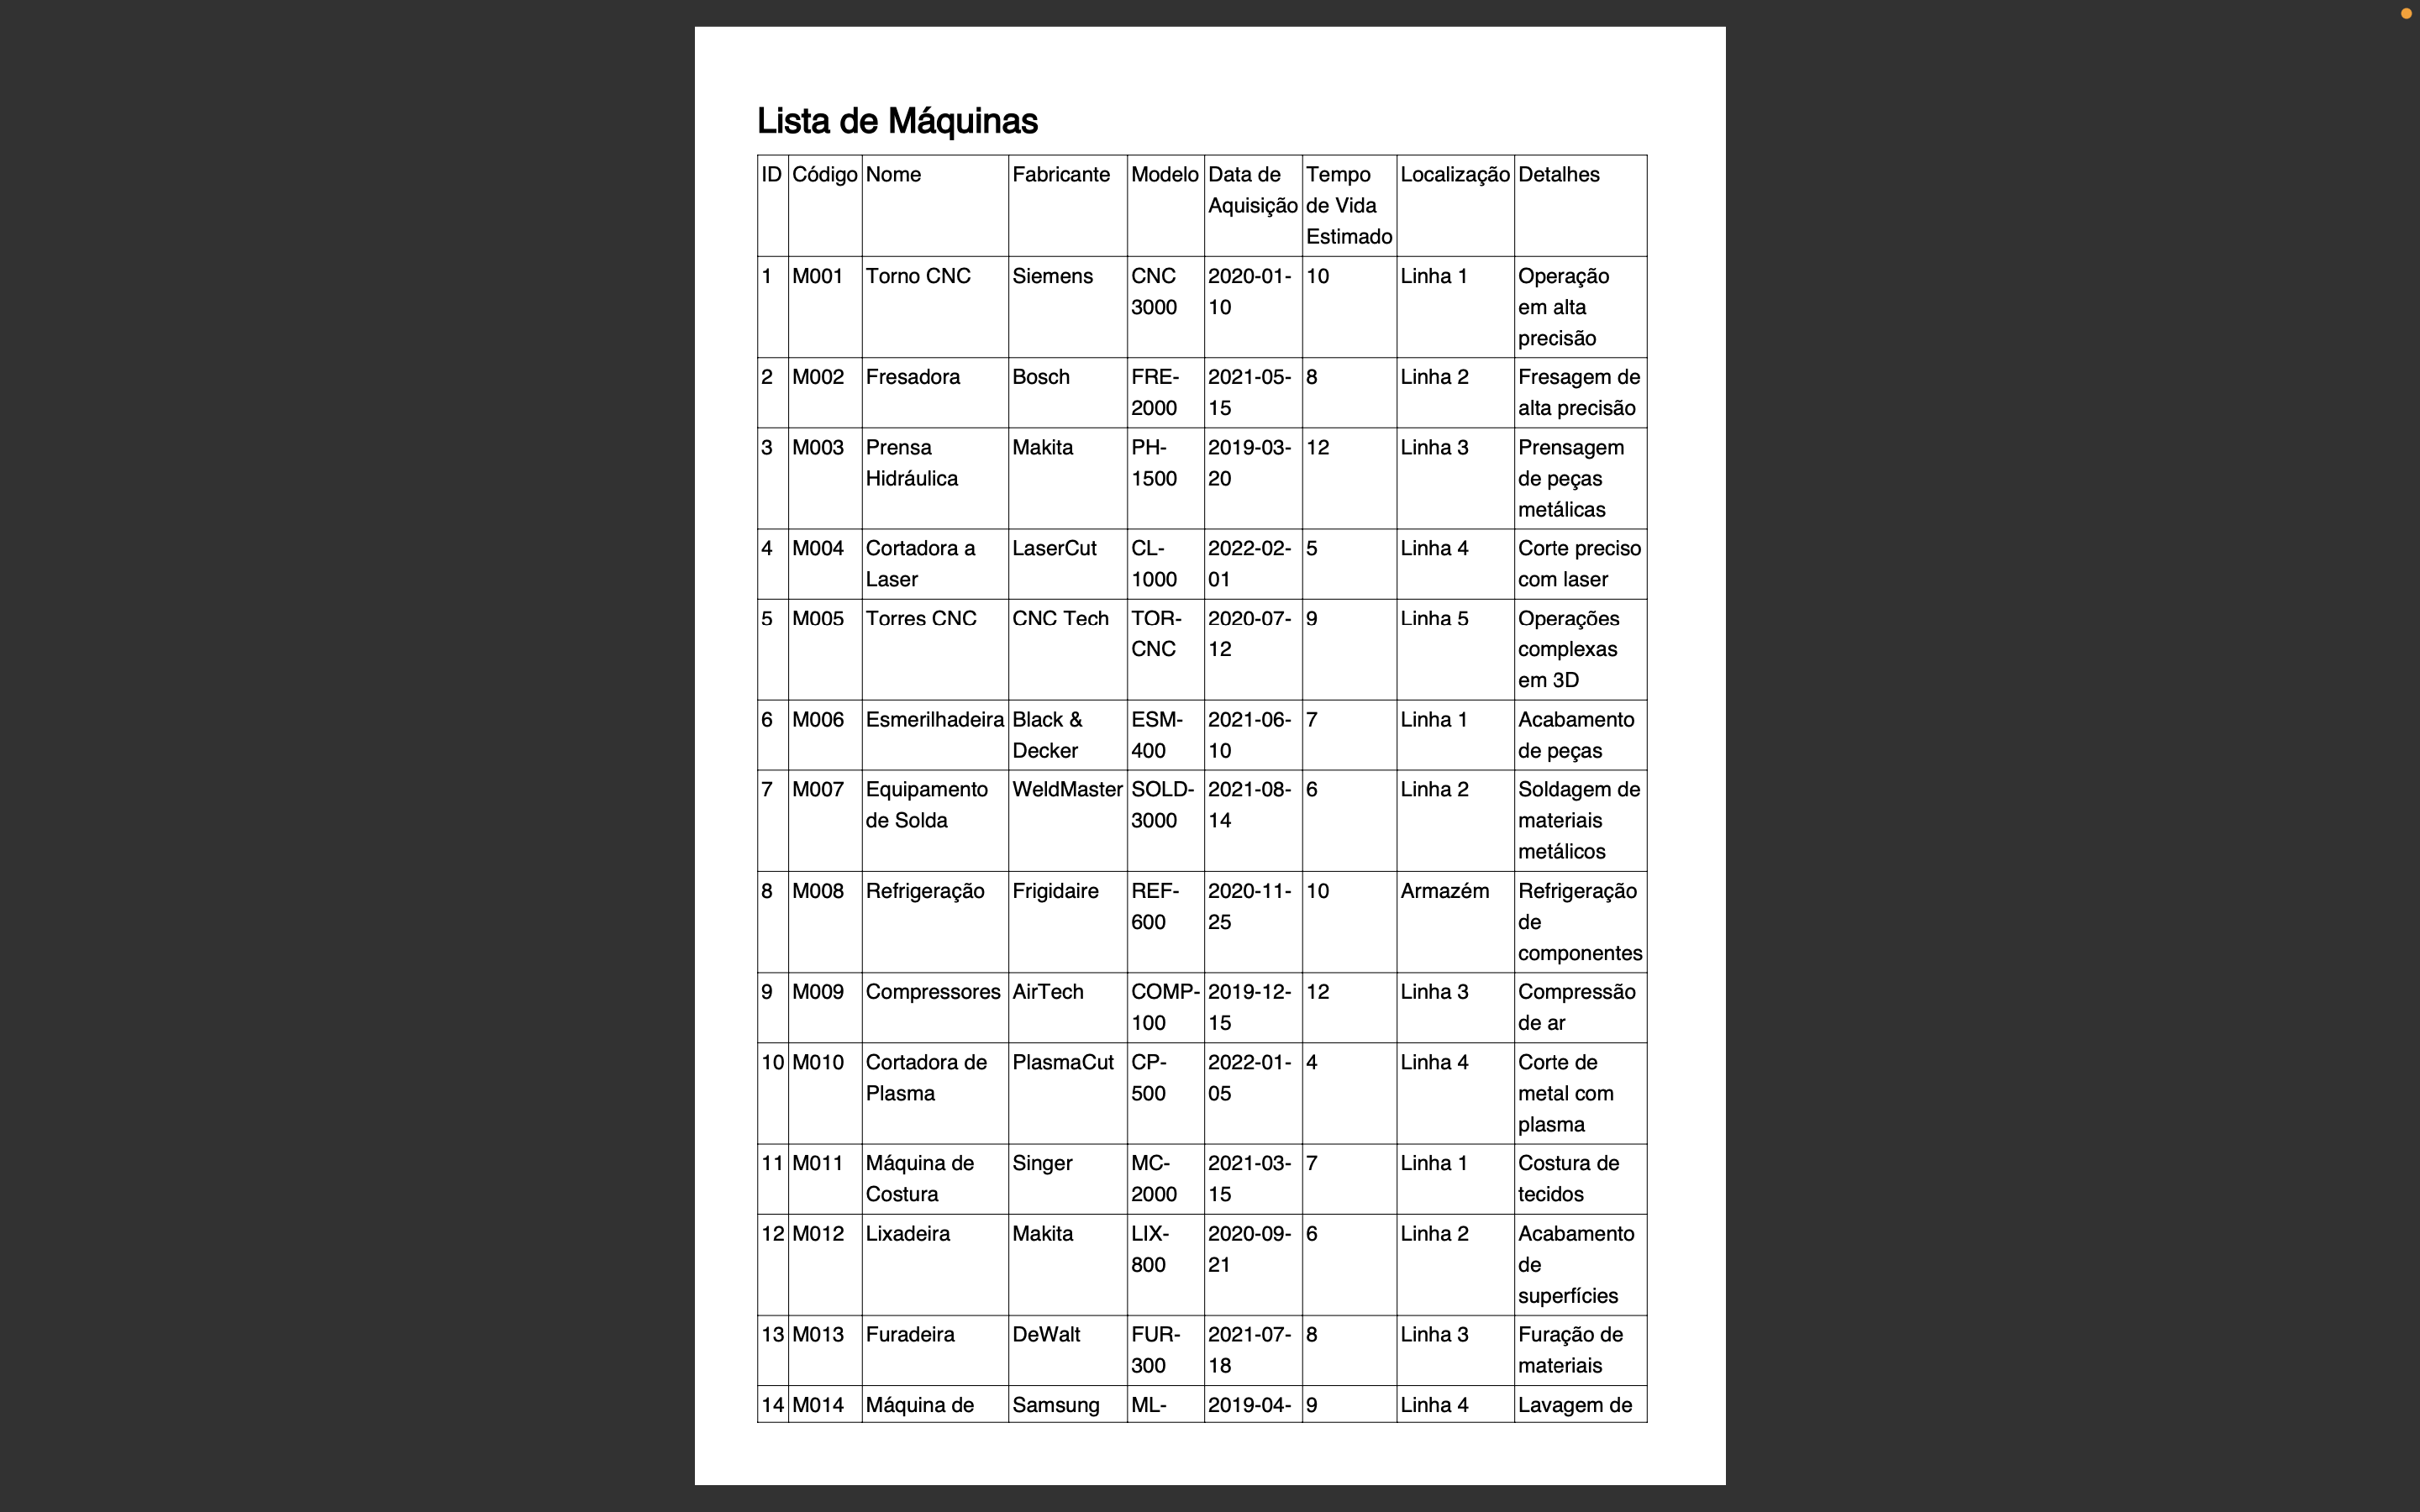 Lista de Máquinas
ID Código Nome Fabricante Modelo Data de Aquisição Tempo de Vida Estimado Localização Detalhes
1 M001 Torno CNC Siemens CNC 3000 2020-01-10 10 Linha 1 Operação em alta precisão
2 M002 Fresadora Bosch FRE-2000 2021-05-15 8 Linha 2 Fresagem de alta precisão
3 M003 Prensa Hidráulica Makita PH-1500 2019-03-20 12 Linha 3 Prensagem de peças metálicas
4 M004 Cortadora a Laser LaserCut CL-1000 2022-02-01 5 Linha 4 Corte preciso com laser
5 M005 Torres CNC CNC Tech TOR-CNC 2020-07-12 9 Linha 5 Operações complexas em 3D
6 M006 Esmerilhadeira Black & Decker ESM-400 2021-06-10 7 Linha 1 Acabamento de peças
7 M007 Equipamento de Solda WeldMaster SOLD-3000 2021-08-14 6 Linha 2 Soldagem de materiais metálicos
8 M008 Refrigeração Frigidaire REF-600 2020-11-25 10 Armazém Refrigeração de componentes
9 M009 Compressores AirTech COMP-100 2019-12-15 12 Linha 3 Compressão de ar
10 M010 Cortadora de Plasma PlasmaCut CP-500 2022-01-05 4 Linha 4 Corte de metal com plasma
11 M011 Máquina de Costura Singer MC-2000 2021-03-15 7 Linha 1 Costura de tecidos
12 M012 Lixadeira Makita LIX-800 2020-09-21 6 Linha 2 Acabamento de superfícies
13 M013 Furadeira DeWalt FUR-300 2021-07-18 8 Linha 3 Furação de materiais
14 M014 Máquina de Samsung ML- 2019-04- 9 Linha 4 Lavagem de